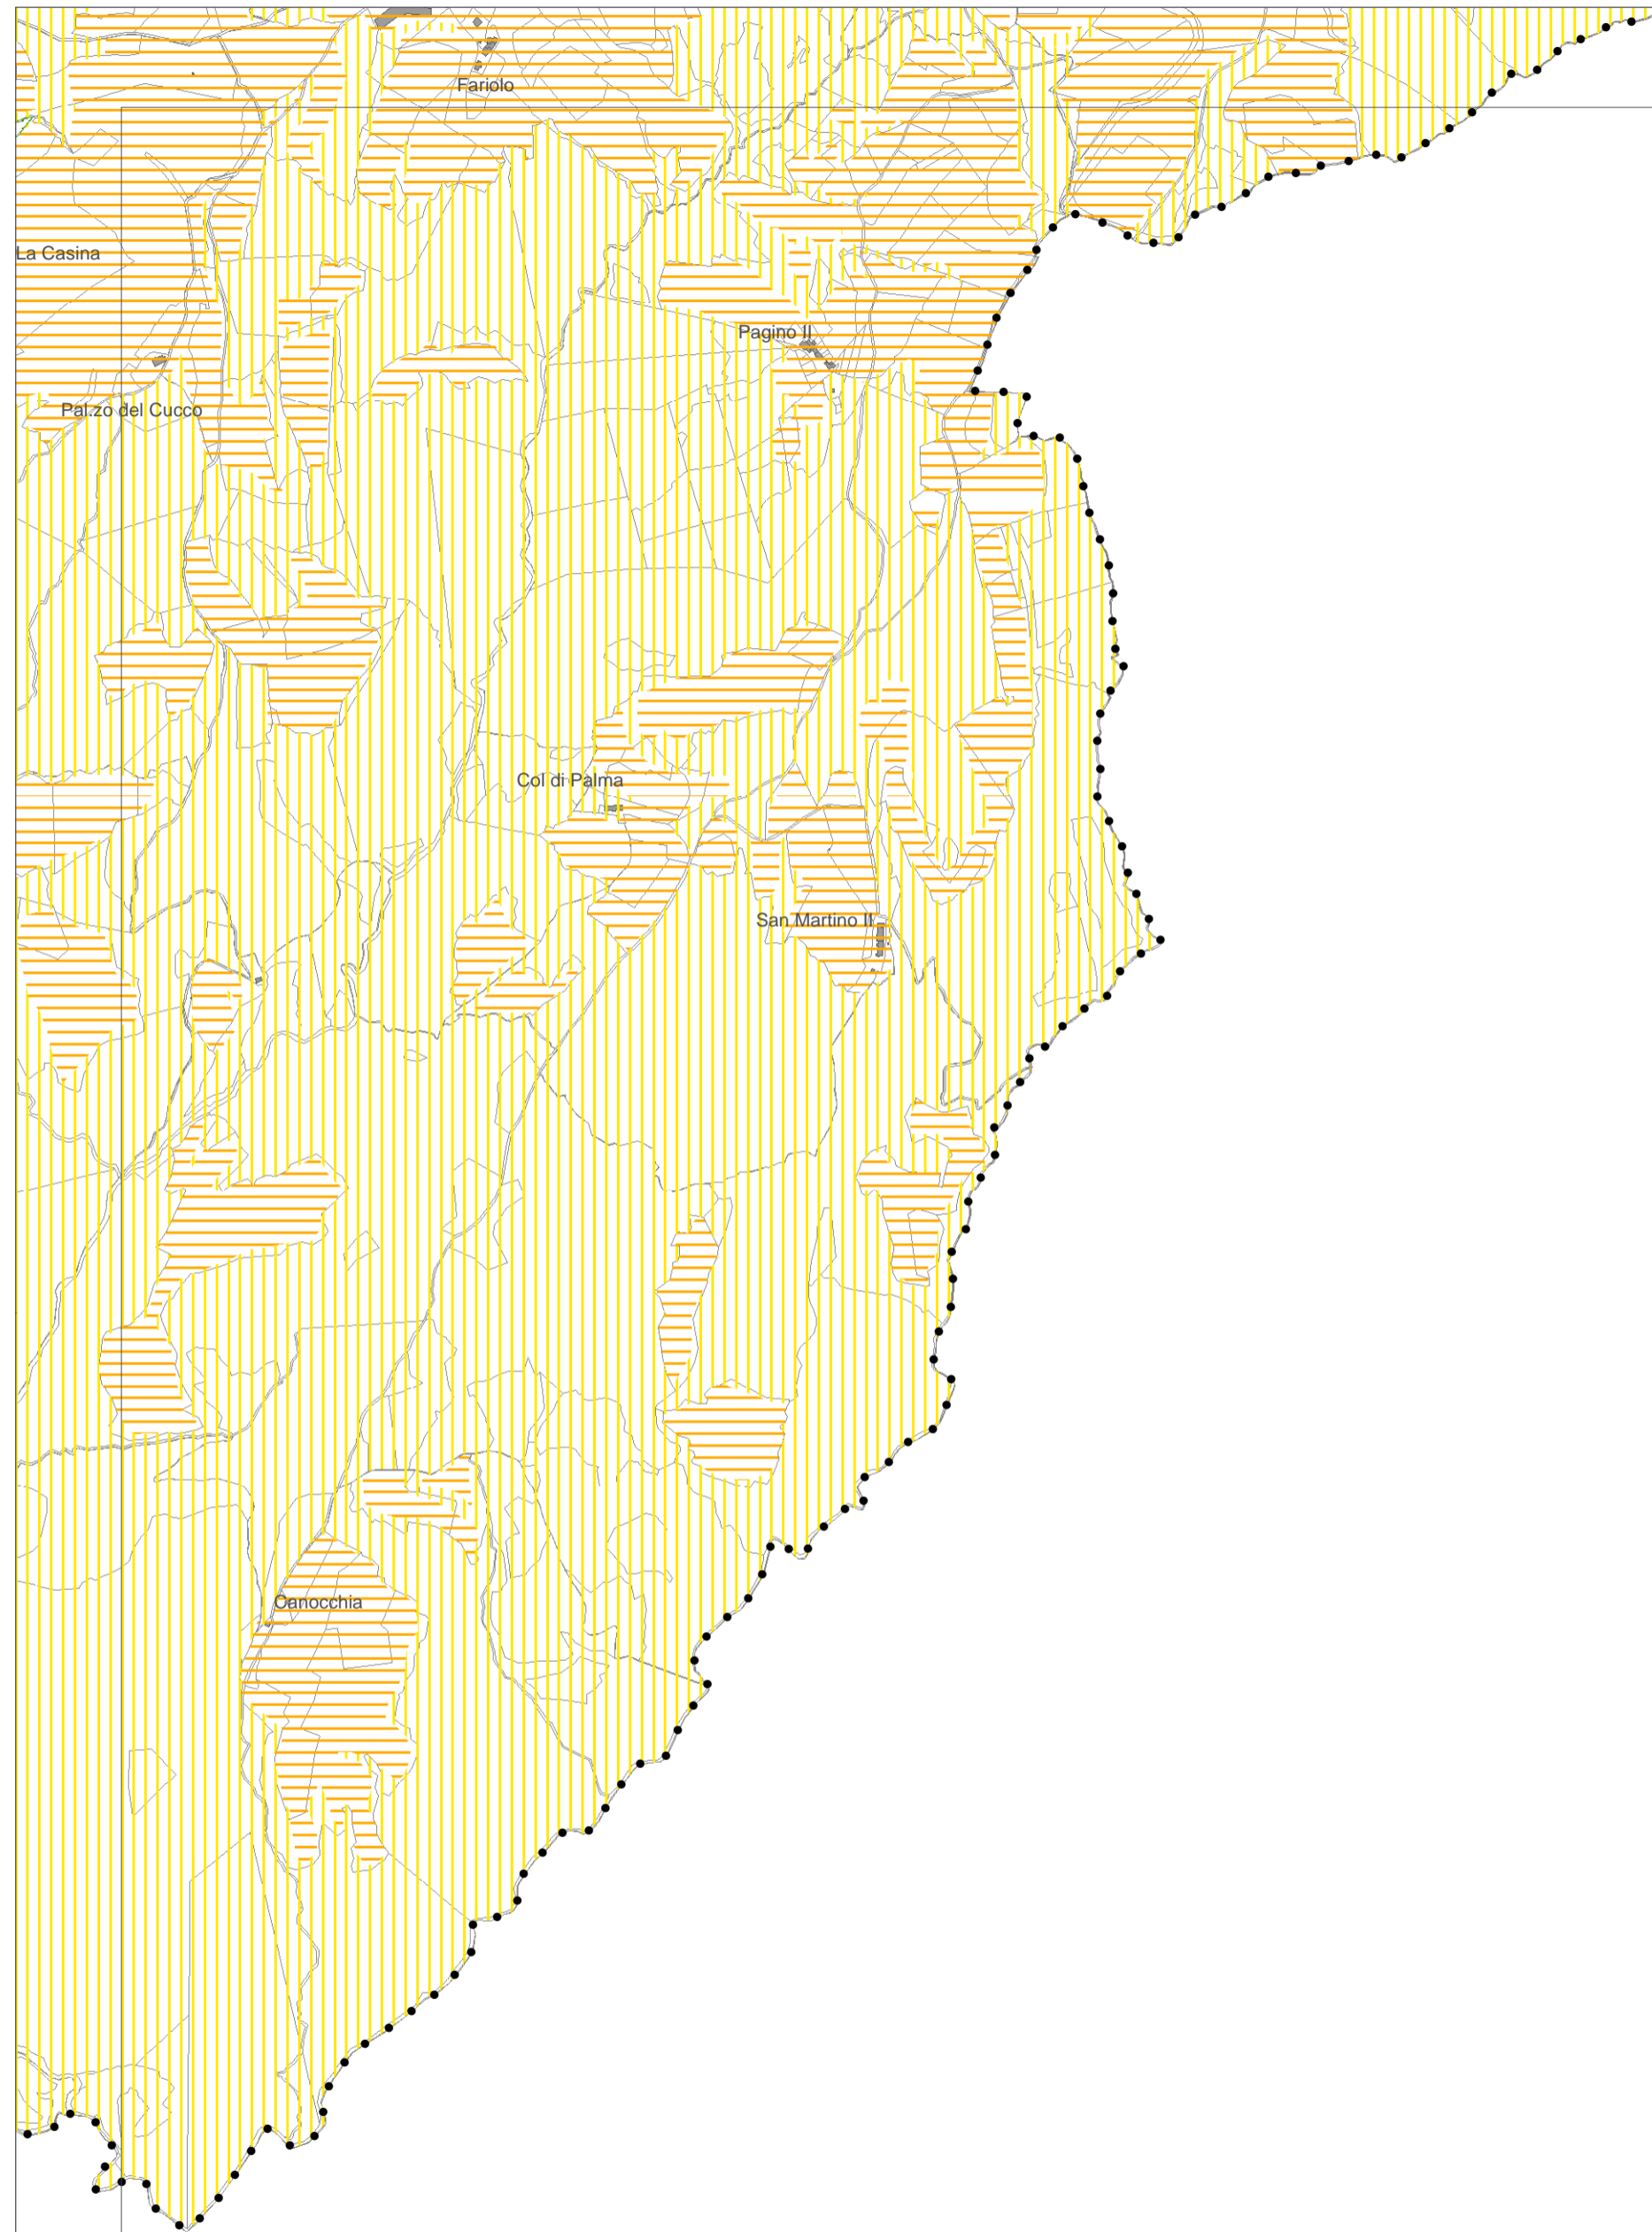 Fariolo
La Casina
Pagino II
Pal.zo del Cucco
Col di Palma
San Martino II
Canocchia